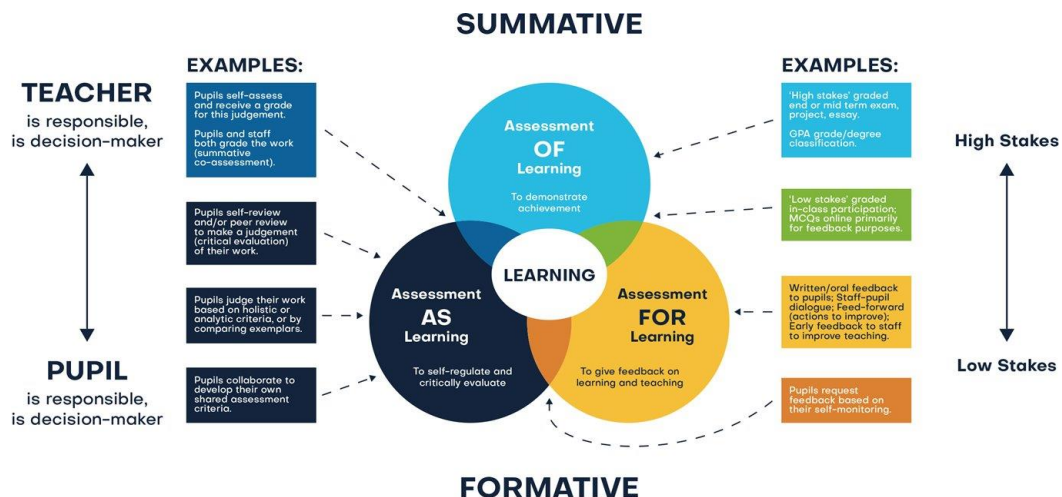 SUMMATIVE
TEACHER
is responsible,
is decision-maker
PUPIL
is responsible,
is decision-maker
EXAMPLES:
Pupils self-assess
and receive a grade
for this judgement.
Pupils and staff
both grade the work
(summative
co-assessment).
Pupils self-review
and/or peer review
to make a judgement
(critical evaluation)
of their work.
Pupils judge their work
based on holistic or
analytic criteria, or by
comparing exemplars.
Pupils collaborate to
develop their own
shared assessment
criteria.
Assessment
OF
Learning
To demonstrate
achievement
LEARNING
Assessment
AS
Learning
To self-regulate and
critically evaluate
Assessment
FOR
Learning
To give feedback on
learning and teaching
EXAMPLES:
'High stakes' graded
end or mid term exam,
project, essay.
GPA grade/degree
classification.
'Low stakes' graded
in-class participation;
MCQs online primarily
for feedback purposes.
Written/oral feedback
to pupils; Staff-pupil
dialogue; Feed-forward
(actions to improve);
Early feedback to staff
to improve teaching.
Pupils request
feedback based on
their self-monitoring.
High Stakes
Low Stakes
FORMATIVE